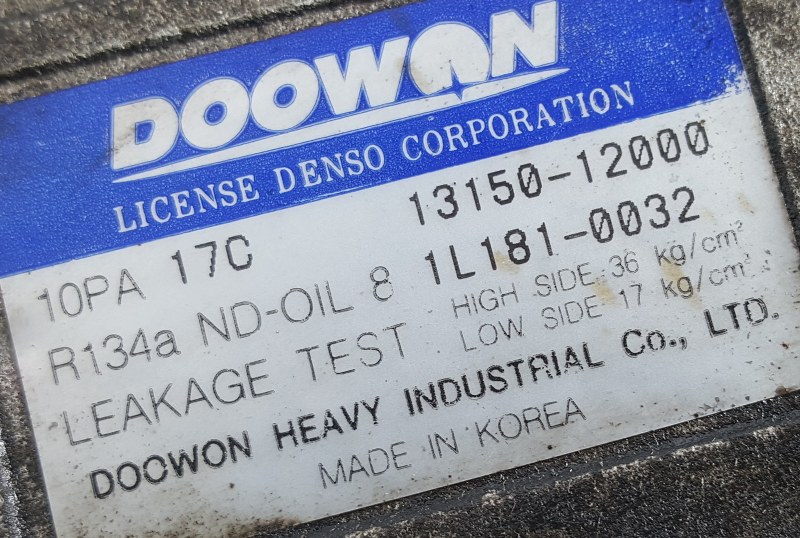 DOOWON
LICENSE DENSO CORPORATION
10PA 17C 13150-12000
R134a ND-OIL 8 1L181-0032
LEAKAGE TEST HIGH SIDE 36 kg/cm²
LOW SIDE 17 kg/cm²
DOOWON HEAVY INDUSTRIAL CO., LTD.
MADE IN KOREA